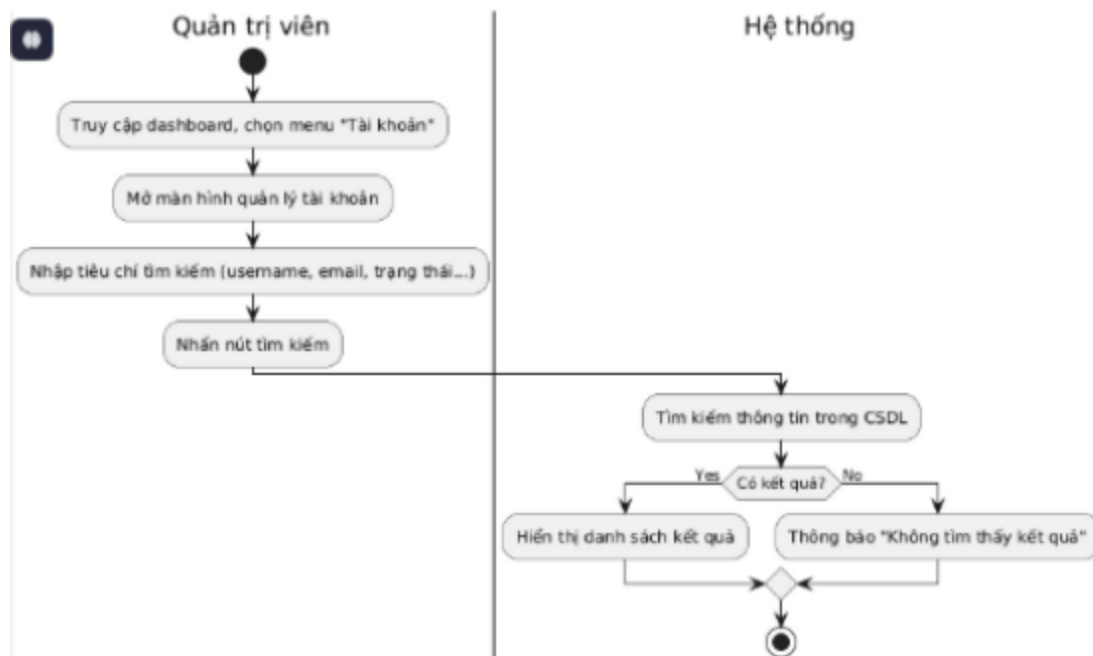 Quản trị viên
Hệ thống
Truy cập dashboard, chọn menu "Tài khoản"
Mở màn hình quản lý tài khoản
Nhập tiêu chí tìm kiếm (username, email, trạng thái...)
Nhấn nút tìm kiếm
Tìm kiếm thông tin trong CSDL
Yes
Có kết quả?
No
Hiển thị danh sách kết quả
Thông báo "Không tìm thấy kết quả"